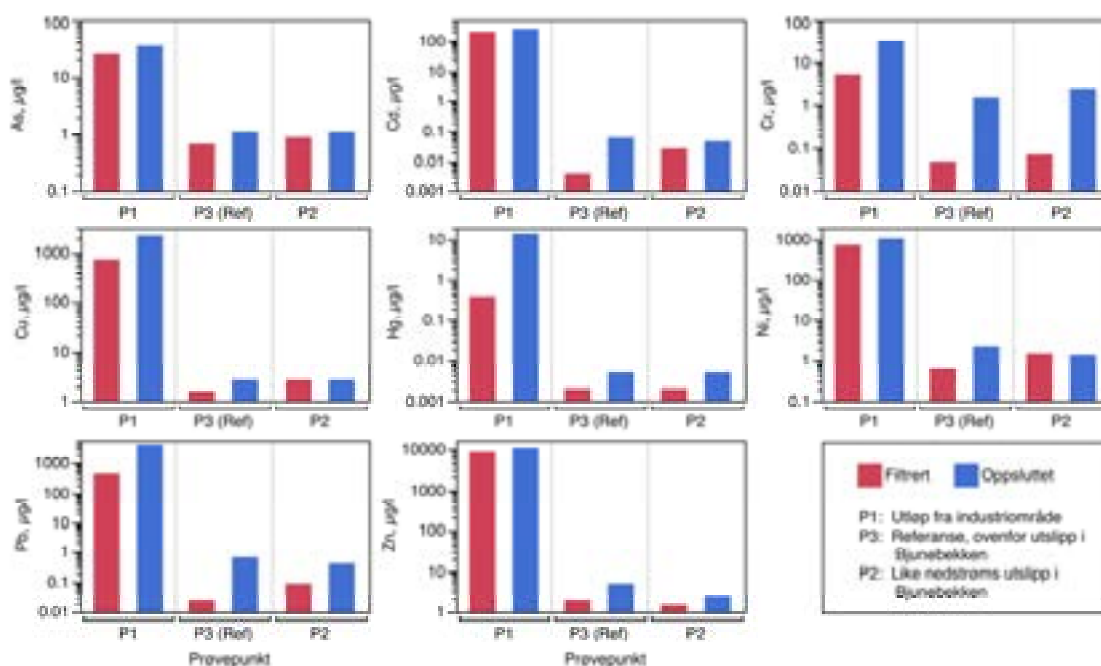 As, µg/l
100
10
1
0.1
P1 P3 (Ref) P2
Cd, µg/l
100
10
1
0.1
0.01
0.001
P1 P3 (Ref) P2
Cr, µg/l
10
1
0.1
0.01
P1 P3 (Ref) P2
Cu, µg/l
1000
100
10
1
P1 P3 (Ref) P2
Hg, µg/l
10
1
0.1
0.01
0.001
P1 P3 (Ref) P2
Ni, µg/l
1000
100
10
1
0.1
P1 P3 (Ref) P2
Pb, µg/l
1000
100
10
1
0.1
0.01
P1 P3 (Ref) P2
Prøvepunkt
Zn, µg/l
10000
1000
100
10
1
P1 P3 (Ref) P2
Prøvepunkt
Filtrert Oppsluttet
P1: Utløp fra industriområde
P3: Referanse, ovenfor utslipp i
Bjunebekken
P2: Like nedstrøms utslipp i
Bjunebekken